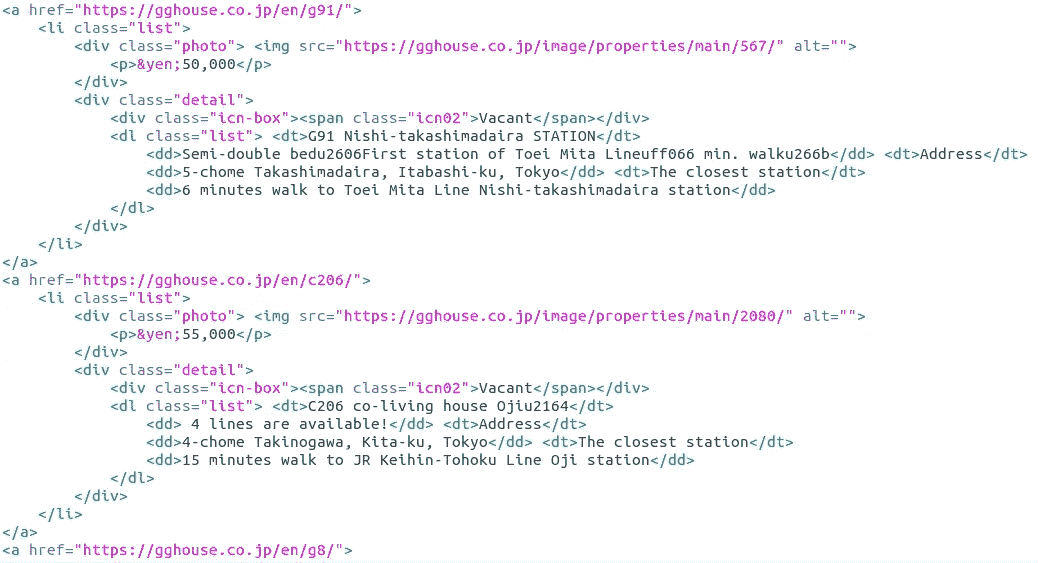 <a href="https://gghouse.co.jp/en/g91/">
<li class="list">
<div class="photo"> <img src="https://gghouse.co.jp/image/properties/main/567/" alt="">
<p>&yen;50,000</p>
</div>
<div class="detail">
<div class="icn-box"><span class="icn02">Vacant</span></div>
<dl class="list"> <dt>G91 Nishi-takashimadaira STATION</dt>
<dd>Semi-double bedu2606First station of Toei Mita Lineuff066 min. walku266b</dd> <dt>Address</dt>
<dd>5-chome Takashimadaira, Itabashi-ku, Tokyo</dd> <dt>The closest station</dt>
<dd>6 minutes walk to Toei Mita Line Nishi-takashimadaira station</dd>
</dl>
</div>
</li>
</a>
<a href="https://gghouse.co.jp/en/c206/">
<li class="list">
<div class="photo"> <img src="https://gghouse.co.jp/image/properties/main/2080/" alt="">
<p>&yen;55,000</p>
</div>
<div class="detail">
<div class="icn-box"><span class="icn02">Vacant</span></div>
<dl class="list"> <dt>C206 co-living house Ojiu2164</dt>
<dd> 4 lines are available!</dd> <dt>Address</dt>
<dd>4-chome Takinogawa, Kita-ku, Tokyo</dd> <dt>The closest station</dt>
<dd>15 minutes walk to JR Keihin-Tohoku Line Oji station</dd>
</dl>
</div>
</li>
</a>
<a href="https://gghouse.co.jp/en/g8/">